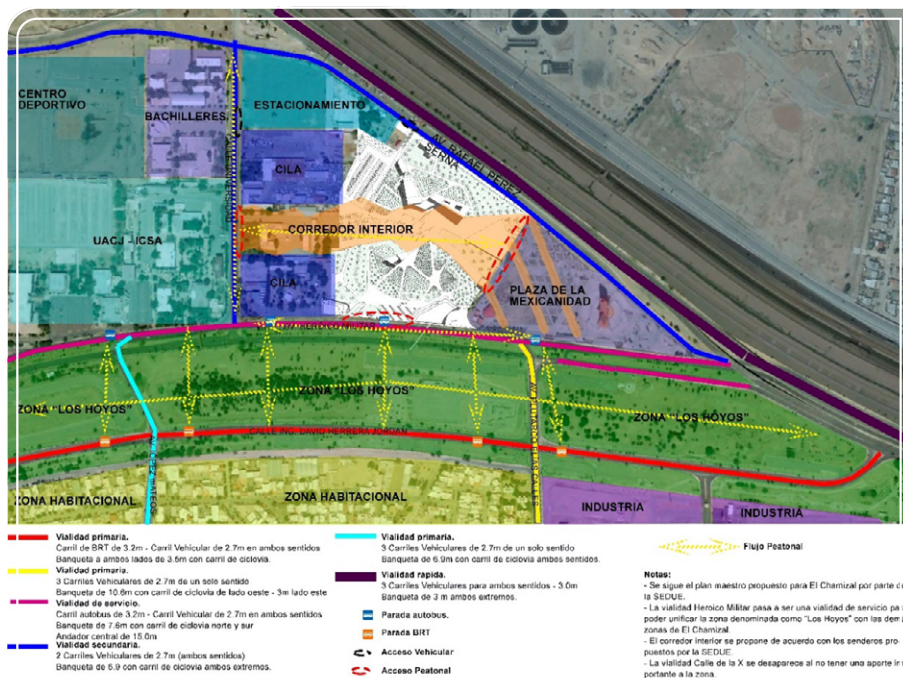 CENTRO
DEPORTIVO
BACHILLERES
ESTACIONAMIENTO
AV. RAFAEL PEREZ
SERNA
CILA
CORREDOR INTERIOR
UACJ - ICSA
CILA
PLAZA DE LA
MEXICANIDAD
HEROICO MILITAR
ZONA "LOS HOYOS"
ZONA "LOS HOYOS"
ZONA "LOS HOYOS"
CALLE ING. DAVID HERRERA JORDAN
ZONA HABITACIONAL
ZONA HABITACIONAL
INDUSTRIA
INDUSTRIA
Vialidad primaria.
Carril de BRT de 3.2m - Carril Vehicular de 2.7m en ambos sentidos
Banqueta a ambos lados de 3.5m con carril de ciclovia.
Vialidad primaria.
3 Carriles Vehiculares de 2.7m de un solo sentido
Banqueta de 10.6m con carril de ciclovia de lado oeste - 3m lado este
Vialidad de servicio.
Carril autobus de 3.2m - Carril Vehicular de 2.7m en ambos sentidos
Banqueta de 7.6m con carril de ciclovia norte y sur
Andador central de 15.0m
Vialidad secundaria.
2 Carriles Vehiculares de 2.7m (ambos sentidos)
Banqueta de 6.9 con carril de ciclovia ambos extremos.
Vialidad primaria.
3 Carriles Vehiculares de 2.7m de un solo sentido
Banqueta de 6.9m con carril de ciclovia ambos sentidos.
Vialidad rapida.
3 Carriles Vehiculares para ambos sentidos - 3.0m
Banqueta de 3 m ambos extremos.
Parada autobus.
Parada BRT
Acceso Vehicular
Acceso Peatonal
Flujo Peatonal
Notas:
- Se sigue el plan maestro propuesto para El Chamizal por parte de
la SEDUE.
- La vialidad Heroico Militar pasa a ser una vialidad de servicio pa
poder unificar la zona denominada como "Los Hoyos" con las dem
zonas de El Chamizal.
- El corredor interior se propone de acuerdo con los senderos pro
puestos por la SEDUE.
- La vialidad Calle de la X se desaparece al no tener una aporte i
portante a la zona.